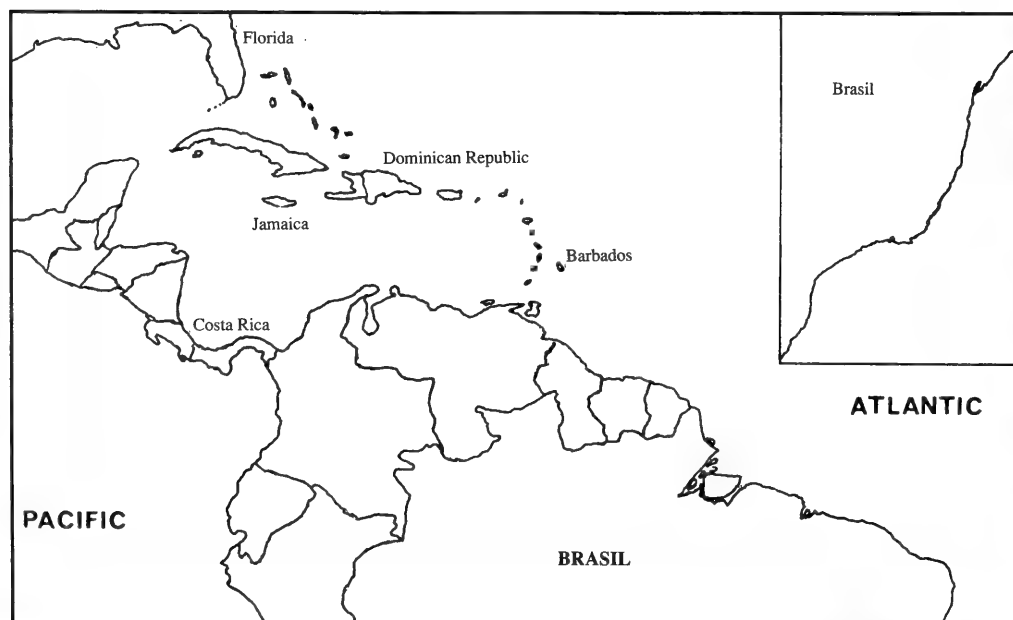 Florida
Brasil
Dominican Republic
Jamaica
Barbados
Costa Rica
ATLANTIC
PACIFIC
BRASIL